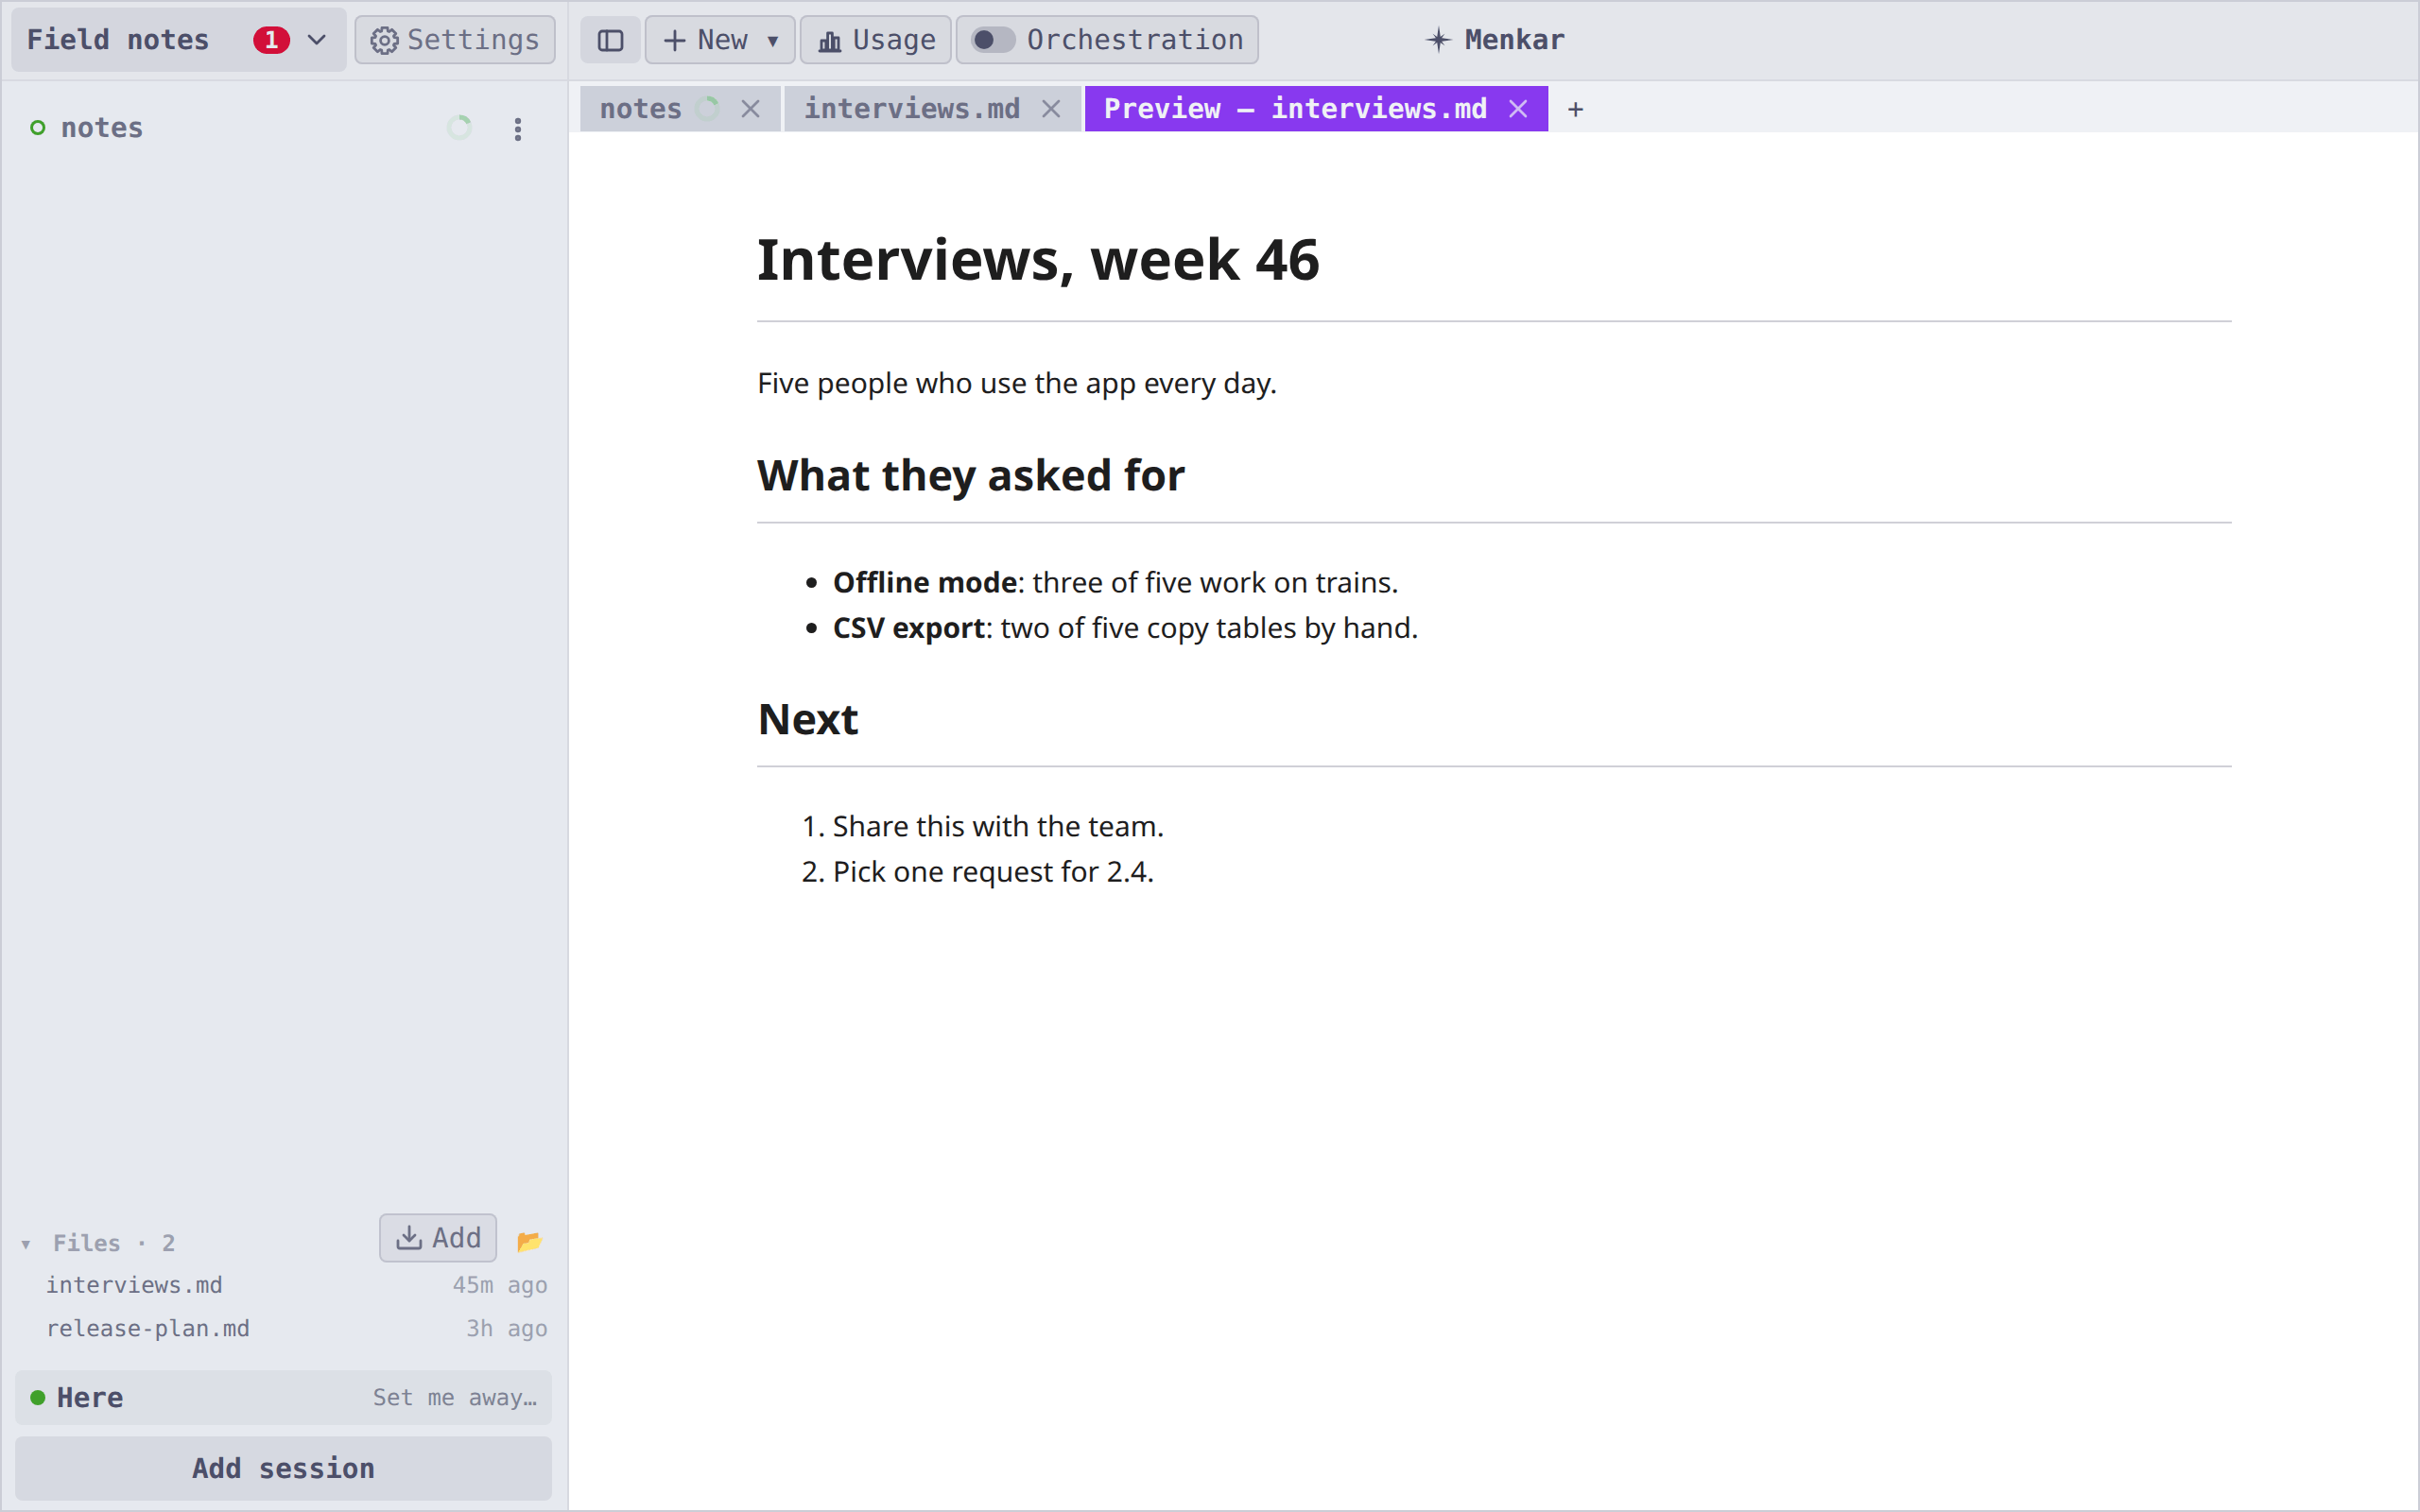 Field notes 1 Settings
New Usage Orchestration Menkar
notes
notes interviews.md Preview — interviews.md +
Interviews, week 46
Five people who use the app every day.
What they asked for
• Offline mode: three of five work on trains.
• CSV export: two of five copy tables by hand.
Next
1. Share this with the team.
2. Pick one request for 2.4.
Files · 2 Add
interviews.md 45m ago
release-plan.md 3h ago
Here Set me away…
Add session